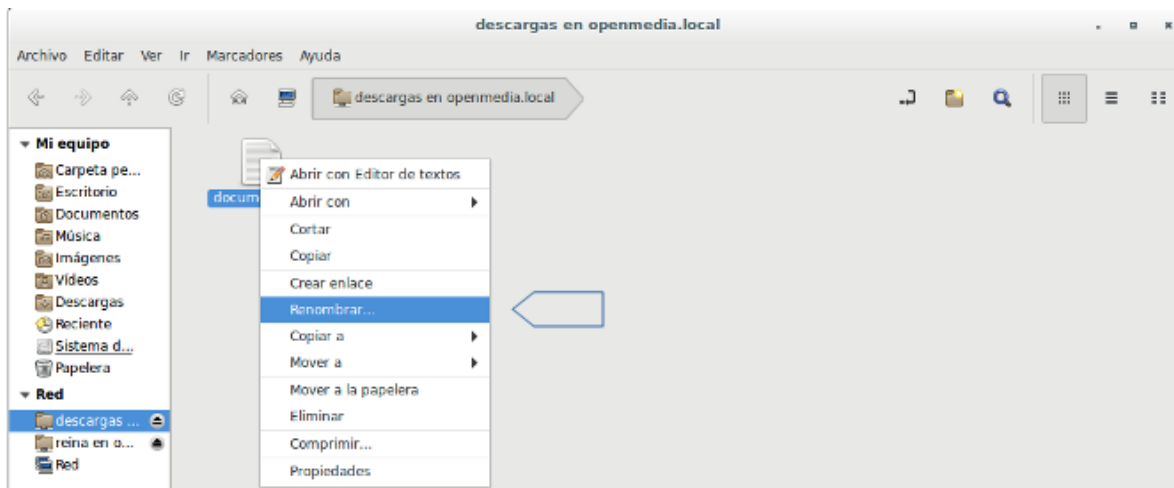 descargas en openmedia.local
Archivo Editar Ver Ir Marcadores Ayuda
descargas en openmedia.local
Mi equipo
Carpeta pe...
Escritorio
Documentos
Música
Imágenes
Vídeos
Descargas
Reciente
Sistema d...
Papelera
Red
descargas ...
reina en o...
Red
docum
Abrir con Editor de textos
Abrir con
Cortar
Copiar
Crear enlace
Renombrar...
Copiar a
Mover a
Mover a la papelera
Eliminar
Comprimir...
Propiedades